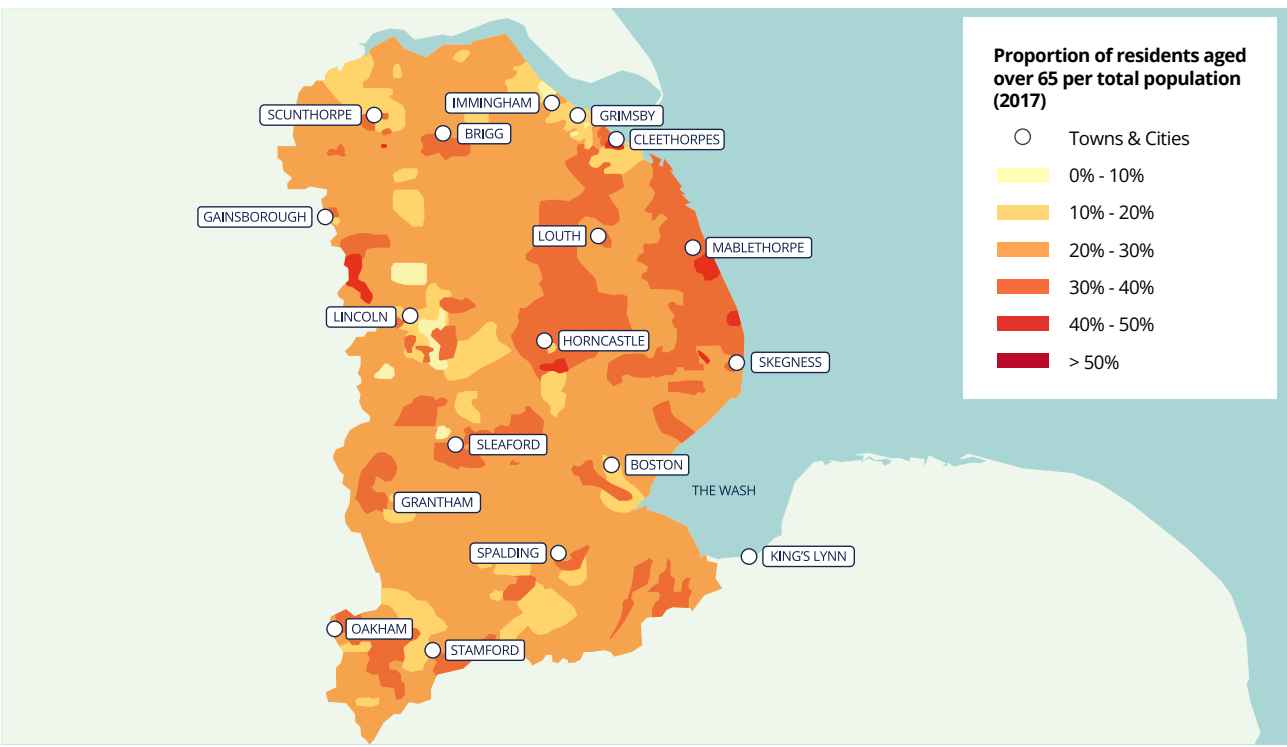 Proportion of residents aged
over 65 per total population
(2017)
Towns & Cities
0% - 10%
10% - 20%
20% - 30%
30% - 40%
40% - 50%
> 50%
IMMINGHAM
SCUNTHORPE
GRIMSBY
BRIGG
CLEETHORPES
GAINSBOROUGH
LOUTH
MABLETHORPE
LINCOLN
HORNCASTLE
SKEGNESS
SLEAFORD
BOSTON
THE WASH
GRANTHAM
SPALDING
KING'S LYNN
OAKHAM
STAMFORD